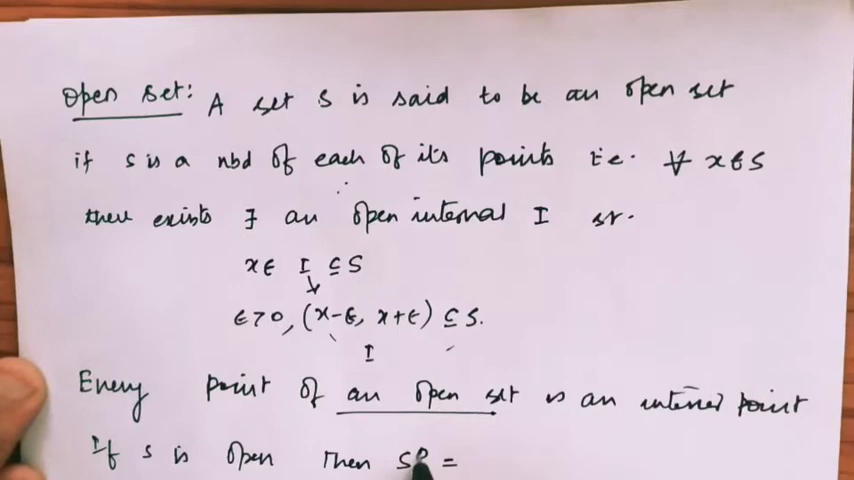 Open set: A set S is said to be an open set
if S is a nbd of each of its points i.e. ∀ x∈S
there exists ∃ an open interval I st.
x∈ I ⊆ S
∈>0, (x-∈, x+∈) ⊆ S.
I
Every point of an open set is an interior point
If S is open Then S⁰ =